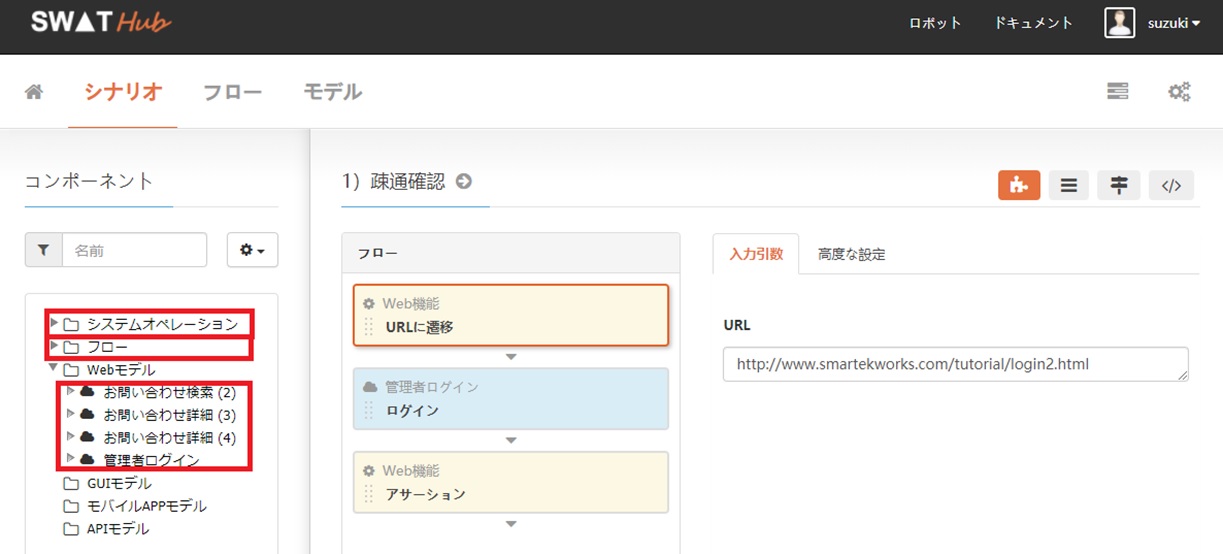 SWAT Hub
ロボット ドキュメント suzuki
シナリオ フロー モデル
コンポーネント
名前
システムオペレーション
フロー
Webモデル
お問い合わせ検索 (2)
お問い合わせ詳細 (3)
お問い合わせ詳細 (4)
管理者ログイン
GUIモデル
モバイルAPPモデル
APIモデル
1）疎通確認
フロー
Web機能
URLに遷移
管理者ログイン
ログイン
Web機能
アサーション
入力引数 高度な設定
URL
http://www.smartekworks.com/tutorial/login2.html